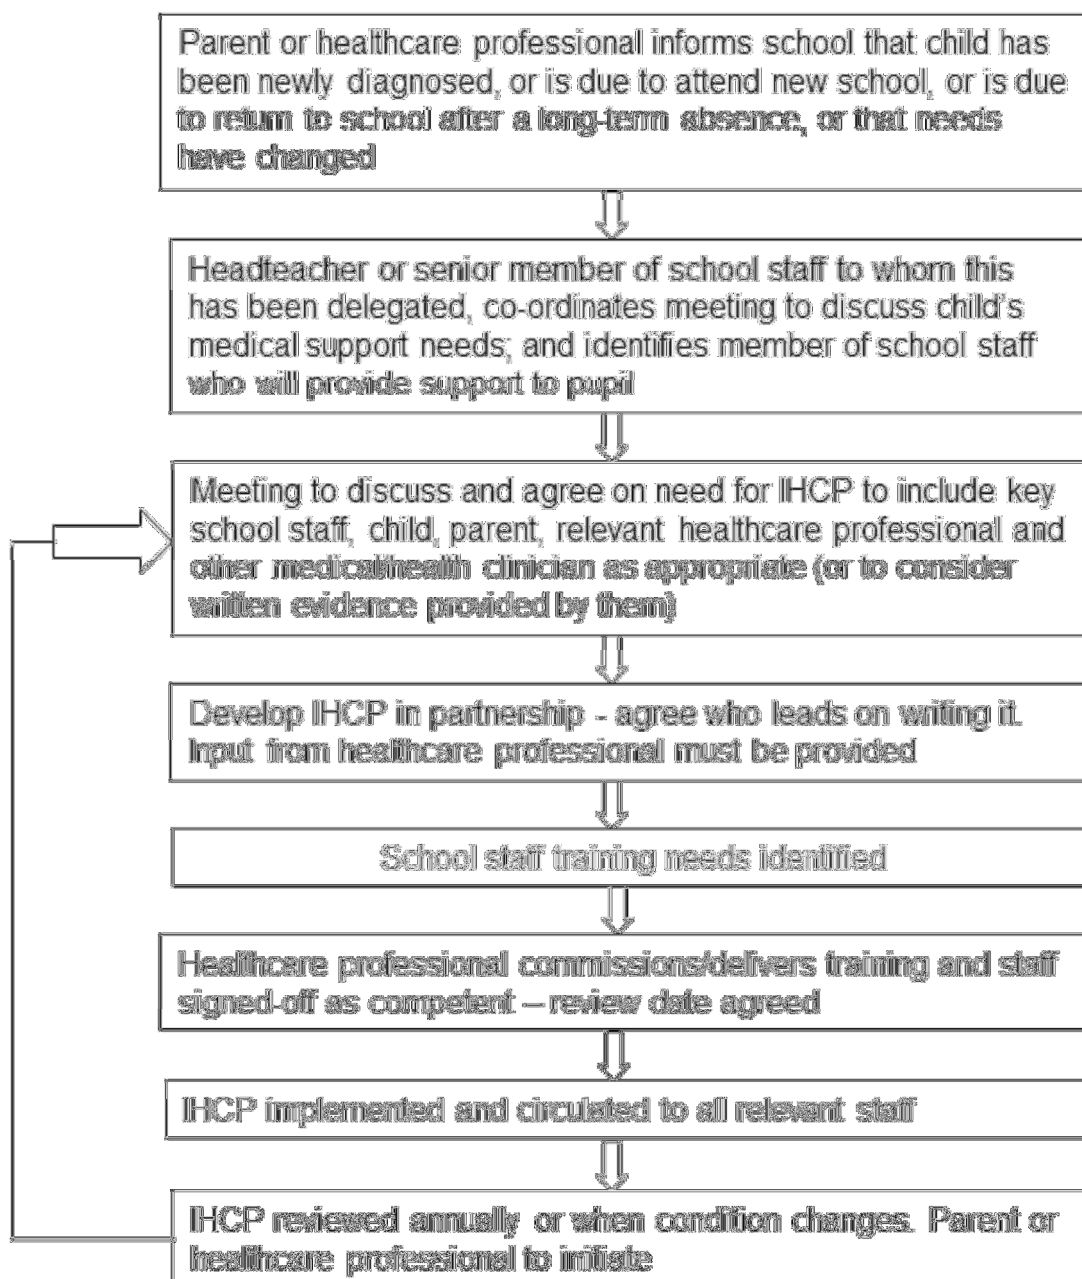 Parent or healthcare professional informs school that child has
been newly diagnosed, or is due to attend new school, or is due
to return to school after a long-term absence, or that needs
have changed
Headteacher or senior member of school staff to whom this
has been delegated, co-ordinates meeting to discuss child's
medical support needs; and identifies member of school staff
who will provide support to pupil
Meeting to discuss and agree on need for IHCP to include key
school staff, child, parent, relevant healthcare professional and
other medical/health clinician as appropriate (or to consider
written evidence provided by them)
Develop IHCP in partnership - agree who leads on writing it.
Input from healthcare professional must be provided
School staff training needs identified
Healthcare professional commissions/delivers training and staff
signed-off as competent – review date agreed
IHCP implemented and circulated to all relevant staff
IHCP reviewed annually or when condition changes. Parent or
healthcare professional to initiate